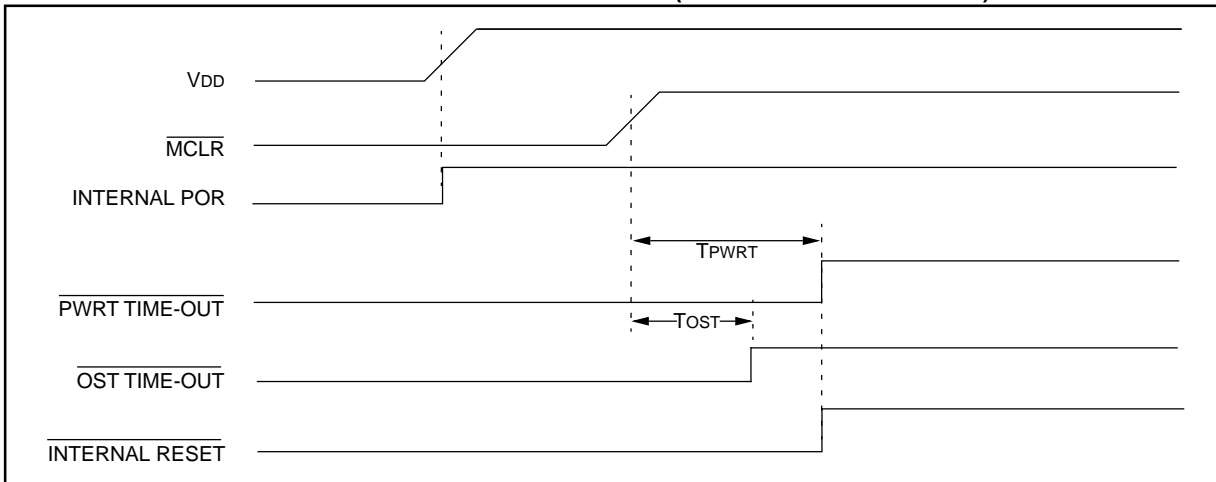 VDD
MCLR
INTERNAL POR
TPWRT
PWRT TIME-OUT
TOST
OST TIME-OUT
INTERNAL RESET